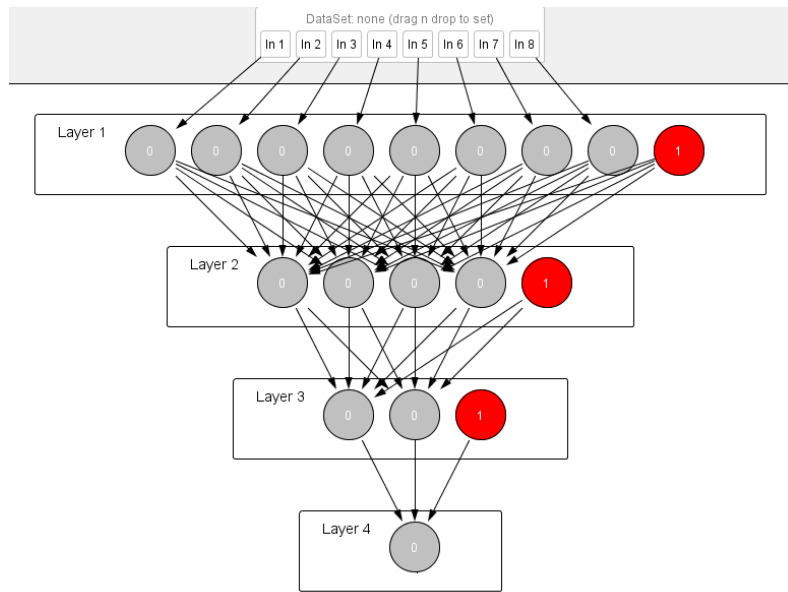 DataSet: none (drag n drop to set)
In 1 In 2 In 3 In 4 In 5 In 6 In 7 In 8
Layer 1
0 0 0 0 0 0 0 0 1
Layer 2
0 0 0 0 1
Layer 3
0 0 1
Layer 4
0